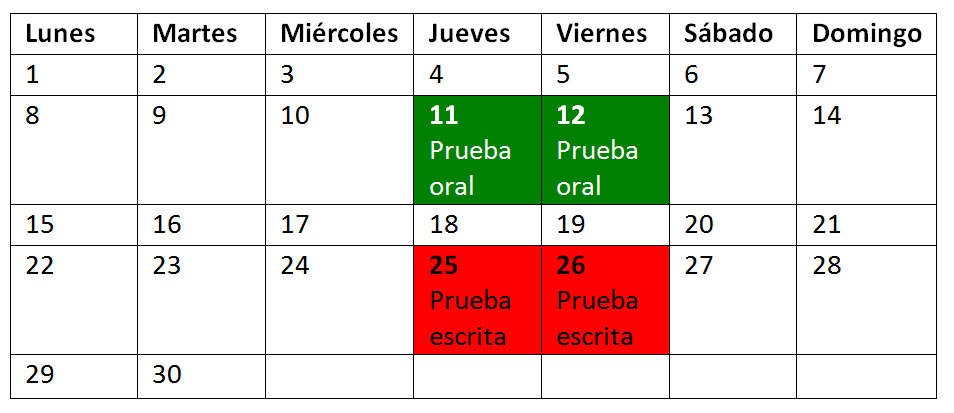 Lunes Martes Miércoles Jueves Viernes Sábado Domingo
1 2 3 4 5 6 7
8 9 10 11 12 13 14
Prueba Prueba
oral oral
15 16 17 18 19 20 21
22 23 24 25 26 27 28
Prueba Prueba
escrita escrita
29 30